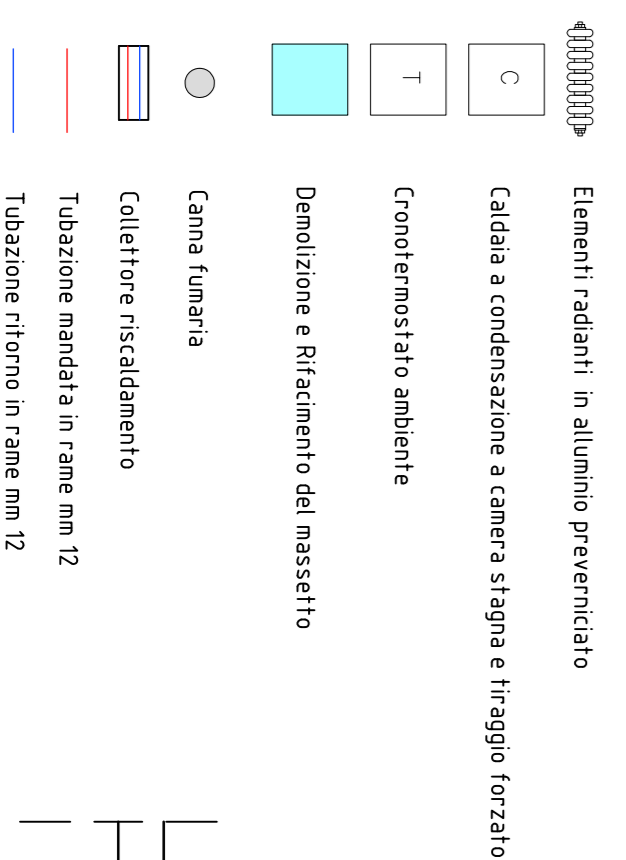 Elementi radianti in alluminio preverniciato
C
Caldaia a condensazione a camera stagna e tiraggio forzato
T
Cronotermostato ambiente
Demolizione e Rifacimento del massetto
Canna fumaria
Collettore riscaldamento
Tubazione mandata in rame mm 12
Tubazione ritorno in rame mm 12